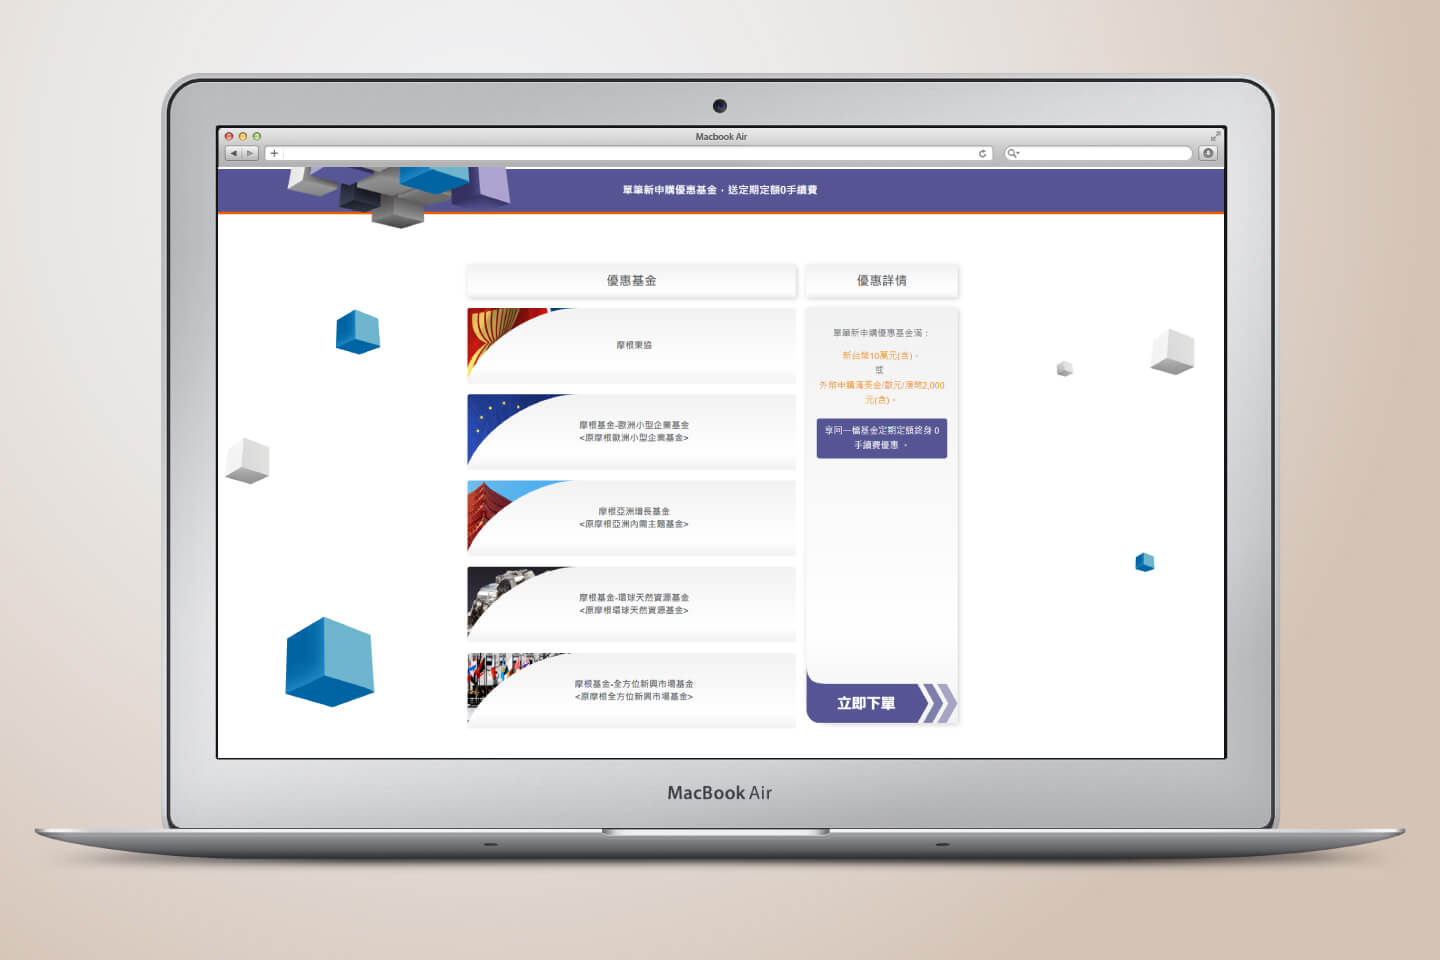 Macbook Air
單筆新申購優惠基金，送定期定額0手續費
優惠基金
優惠詳情
摩根東協
摩根基金-歐洲小型企業基金
<原摩根歐洲小型企業基金>
摩根亞洲增長基金
<原摩根亞洲內需主題基金>
摩根基金-環球天然資源基金
<原摩根環球天然資源基金>
摩根基金-全方位新興市場基金
<原摩根全方位新興市場基金>
單筆新申購優惠基金滿：
新台幣10萬元(含)。
或
外幣申購滿美金/歐元/澳幣2,000
元(含)。
享同一檔基金定期定額終身 0
手續費優惠 。
立即下單
MacBook Air